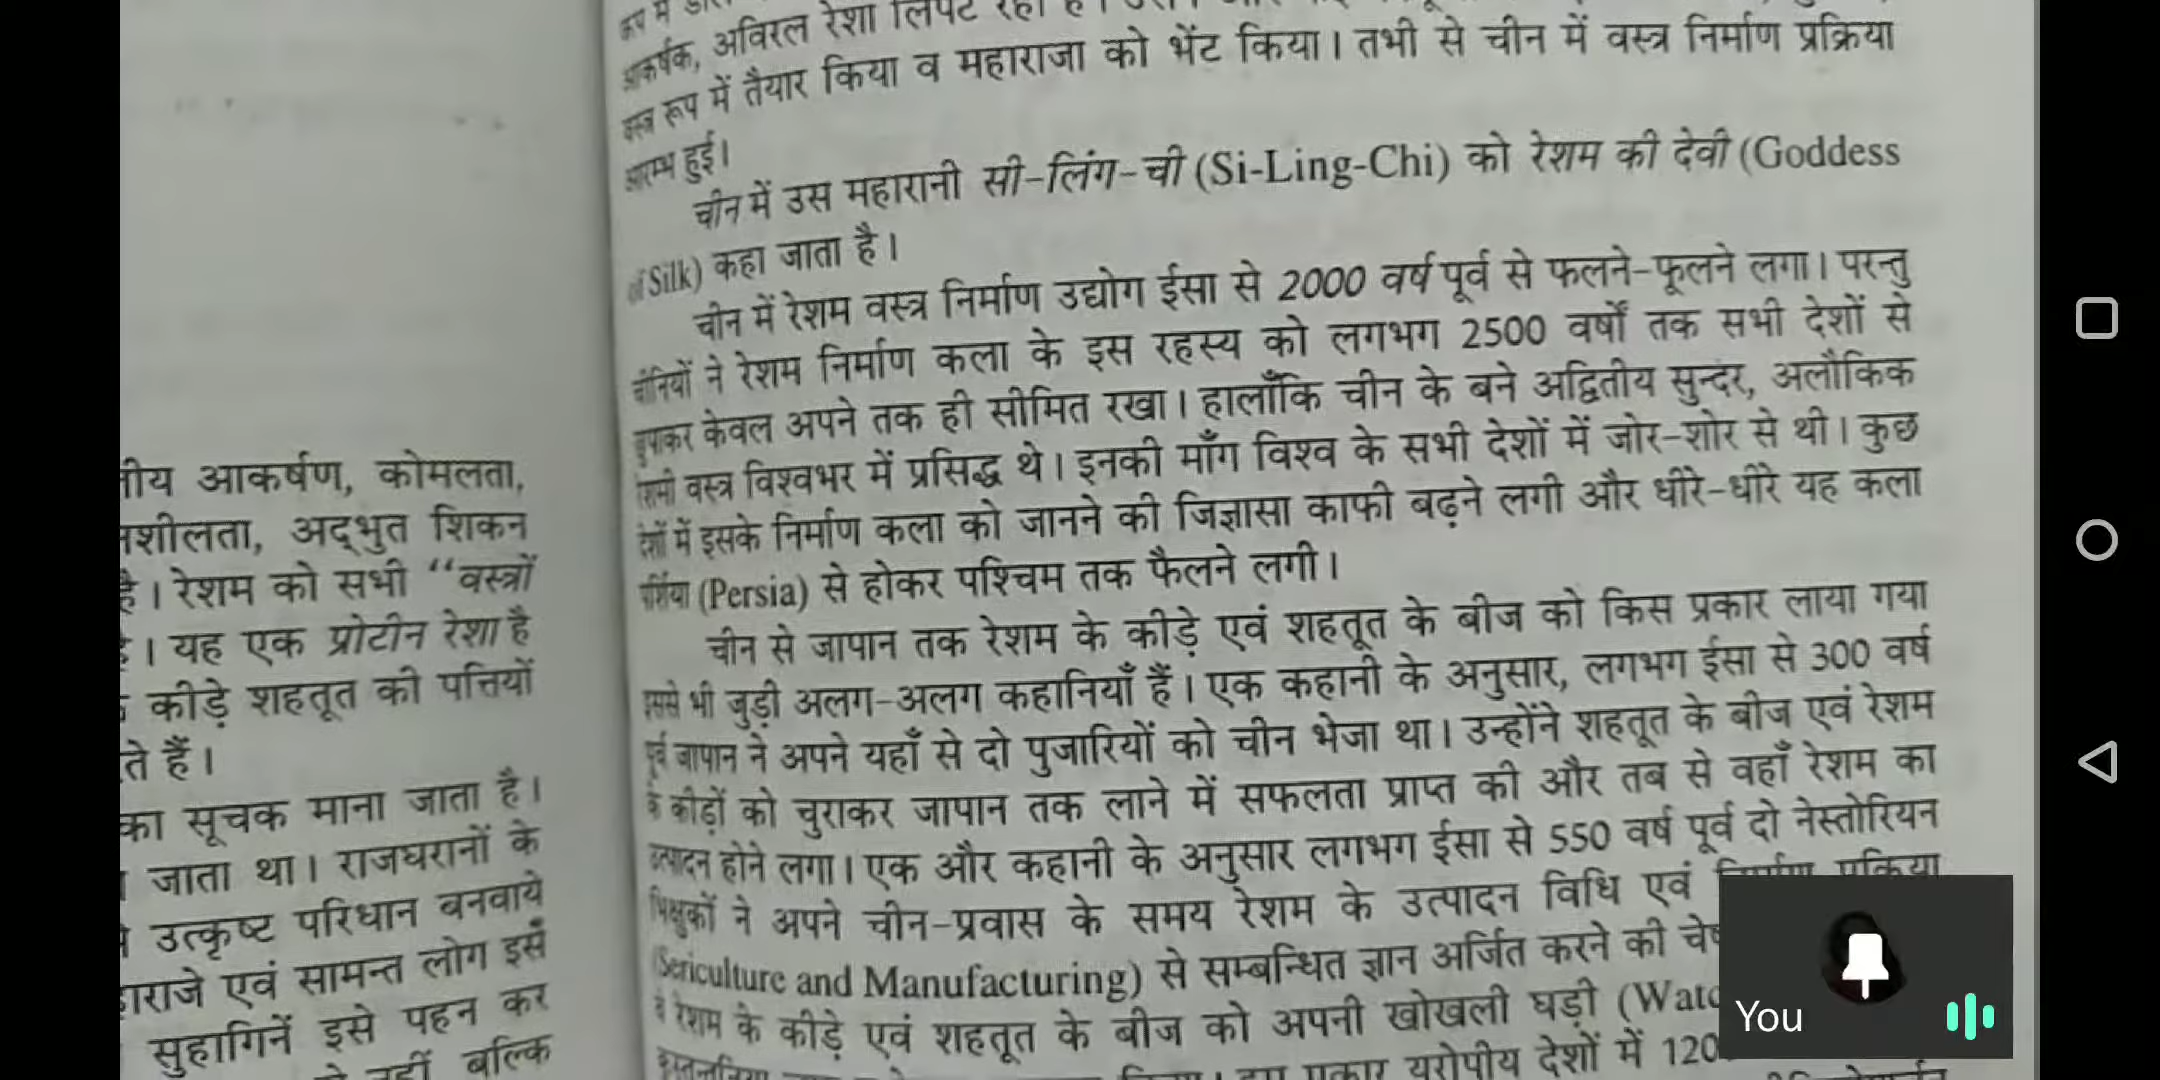 तीय आकर्षण, कोमलता,
नशीलता, अद्भुत शिकन
है। रेशम को सभी “वस्त्रों
है। यह एक प्रोटीन रेशा है
कीड़े शहतूत की पत्तियों
ते हैं।
का सूचक माना जाता है।
जाता था। राजघरानों के
उत्कृष्ट परिधान बनवाये
हाराजे एवं सामन्त लोग इसे
सुहागिनें इसे पहन कर
नहीं बल्कि
रूप में
आकर्षक, अविरल रेशा लिपट रहा है।
वस्त्र रूप में तैयार किया व महाराजा को भेंट किया। तभी से चीन में वस्त्र निर्माण प्रक्रिया
आरम्भ हुई।
चीन में उस महारानी सी-लिंग-ची (Si-Ling-Chi) को रेशम की देवी (Goddess
of Silk) कहा जाता है।
चीन में रेशम वस्त्र निर्माण उद्योग ईसा से 2000 वर्ष पूर्व से फलने-फूलने लगा। परन्तु
चीनियों ने रेशम निर्माण कला के इस रहस्य को लगभग 2500 वर्षों तक सभी देशों से
छुपाकर केवल अपने तक ही सीमित रखा। हालाँकि चीन के बने अद्वितीय सुन्दर, अलौकिक
रेशमी वस्त्र विश्वभर में प्रसिद्ध थे। इनकी माँग विश्व के सभी देशों में जोर-शोर से थी। कुछ
देशों में इसके निर्माण कला को जानने की जिज्ञासा काफी बढ़ने लगी और धीरे-धीरे यह कला
पर्शिया (Persia) से होकर पश्चिम तक फैलने लगी।
चीन से जापान तक रेशम के कीड़े एवं शहतूत के बीज को किस प्रकार लाया गया
इससे भी जुड़ी अलग-अलग कहानियाँ हैं। एक कहानी के अनुसार, लगभग ईसा से 300 वर्ष
पूर्व जापान ने अपने यहाँ से दो पुजारियों को चीन भेजा था। उन्होंने शहतूत के बीज एवं रेशम
के कीड़ों को चुराकर जापान तक लाने में सफलता प्राप्त की और तब से वहाँ रेशम का
उत्पादन होने लगा। एक और कहानी के अनुसार लगभग ईसा से 550 वर्ष पूर्व दो नेस्तोरियन
भिक्षुकों ने अपने चीन-प्रवास के समय रेशम के उत्पादन विधि एवं निर्माण प्रक्रिया
(Sericulture and Manufacturing) से सम्बन्धित ज्ञान अर्जित करने की
वे रेशम के कीड़े एवं शहतूत के बीज को अपनी खोखली घड़ी
यूरोपीय देशों में
You